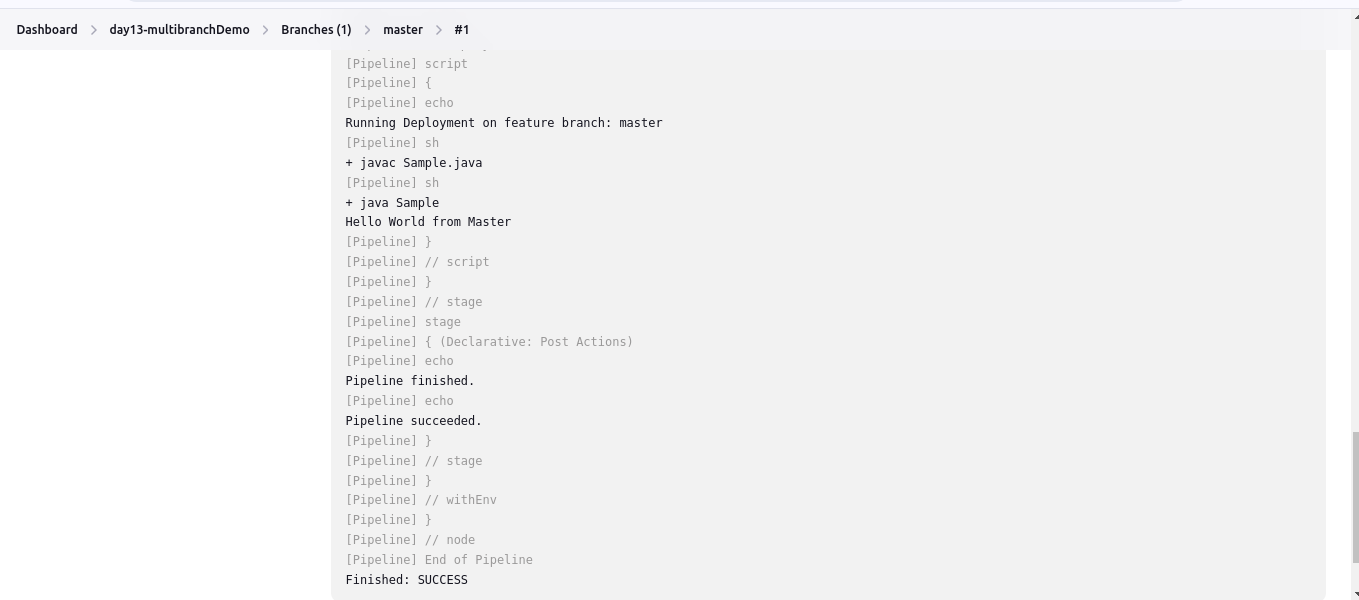 Dashboard > day13-multibranchDemo > Branches (1) > master > #1
[Pipeline] script
[Pipeline] {
[Pipeline] echo
Running Deployment on feature branch: master
[Pipeline] sh
+ javac Sample.java
[Pipeline] sh
+ java Sample
Hello World from Master
[Pipeline] }
[Pipeline] // script
[Pipeline] }
[Pipeline] // stage
[Pipeline] stage
[Pipeline] { (Declarative: Post Actions)
[Pipeline] echo
Pipeline finished.
[Pipeline] echo
Pipeline succeeded.
[Pipeline] }
[Pipeline] // stage
[Pipeline] }
[Pipeline] // withEnv
[Pipeline] }
[Pipeline] // node
[Pipeline] End of Pipeline
Finished: SUCCESS